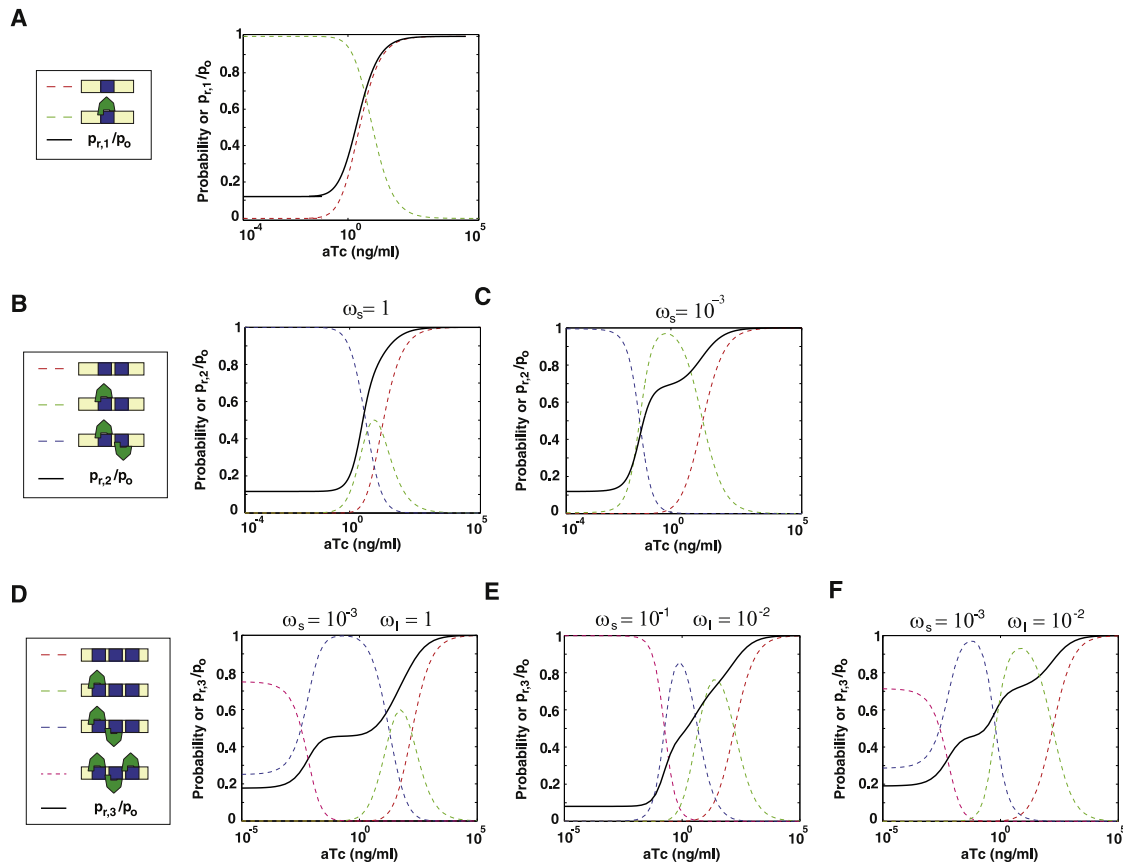 A
p_r,1/p_o
Probability or p_r,1/p_o
1
0.8
0.6
0.4
0.2
0
10^-4
10^0
10^5
aTc (ng/ml)
B
p_r,2/p_o
ω_s = 1
Probability or p_r,2/p_o
1
0.8
0.6
0.4
0.2
0
10^-4
10^0
10^5
aTc (ng/ml)
C
ω_s = 10^-3
Probability or p_r,2/p_o
1
0.8
0.6
0.4
0.2
0
10^-4
10^0
10^5
aTc (ng/ml)
D
p_r,3/p_o
ω_s = 10^-3 ω_l = 1
Probability or p_r,3/p_o
1
0.8
0.6
0.4
0.2
0
10^-5
10^0
10^5
aTc (ng/ml)
E
ω_s = 10^-1 ω_l = 10^-2
Probability or p_r,3/p_o
1
0.8
0.6
0.4
0.2
0
10^-5
10^0
10^5
aTc (ng/ml)
F
ω_s = 10^-3 ω_l = 10^-2
Probability or p_r,3/p_o
1
0.8
0.6
0.4
0.2
0
10^-5
10^0
10^5
aTc (ng/ml)